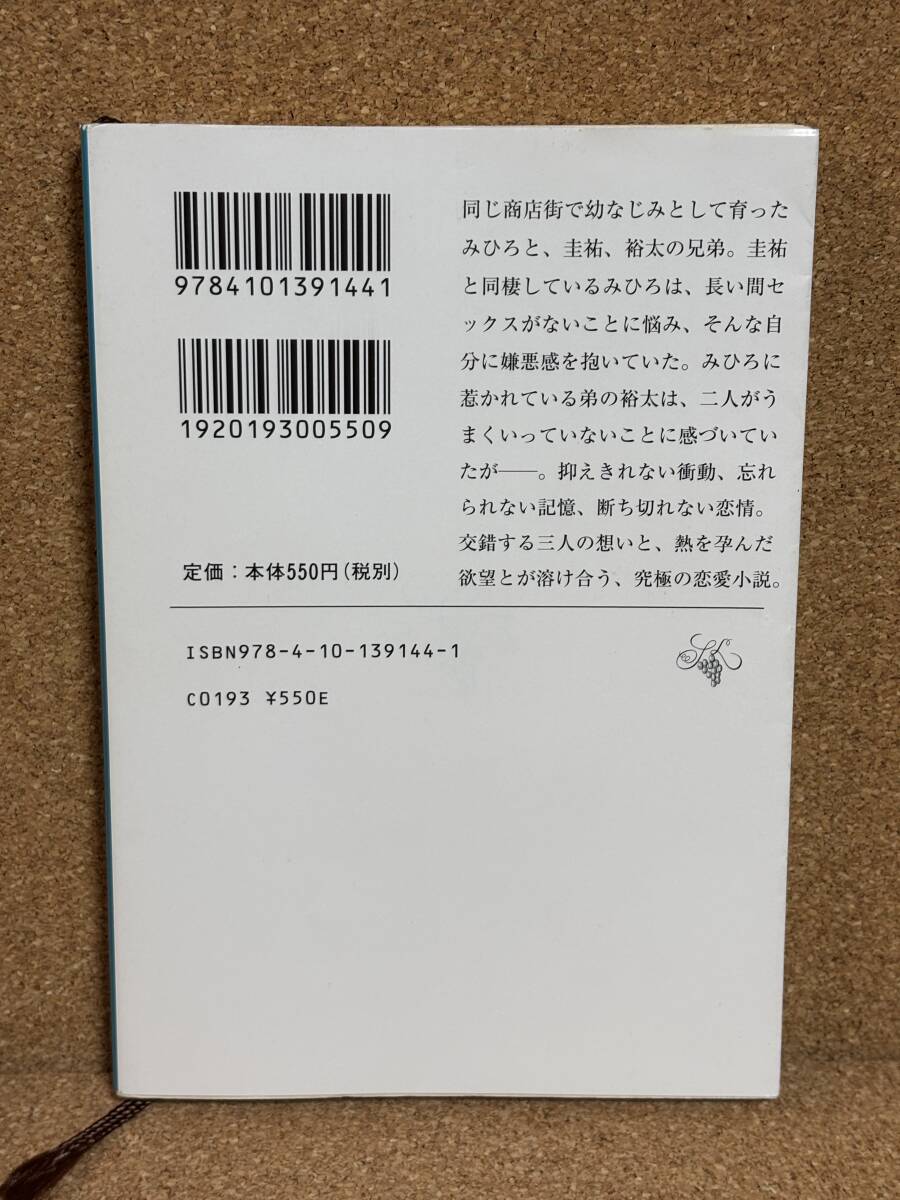 9784101391441
1920193005509
定価：本体550円（税別）
同じ商店街で幼なじみとして育った
みひろと、圭祐、裕太の兄弟。圭祐
と同棲しているみひろは、長い間セ
ックスがないことに悩み、そんな自
分に嫌悪感を抱いていた。みひろに
惹かれている弟の裕太は、二人がう
まくいっていないことに感づいてい
たが――。抑えきれない衝動、忘れ
られない記憶、断ち切れない恋情。
交錯する三人の想いと、熱を孕んだ
欲望とが溶け合う、究極の恋愛小説。
ISBN978-4-10-139144-1
C0193 ¥550E